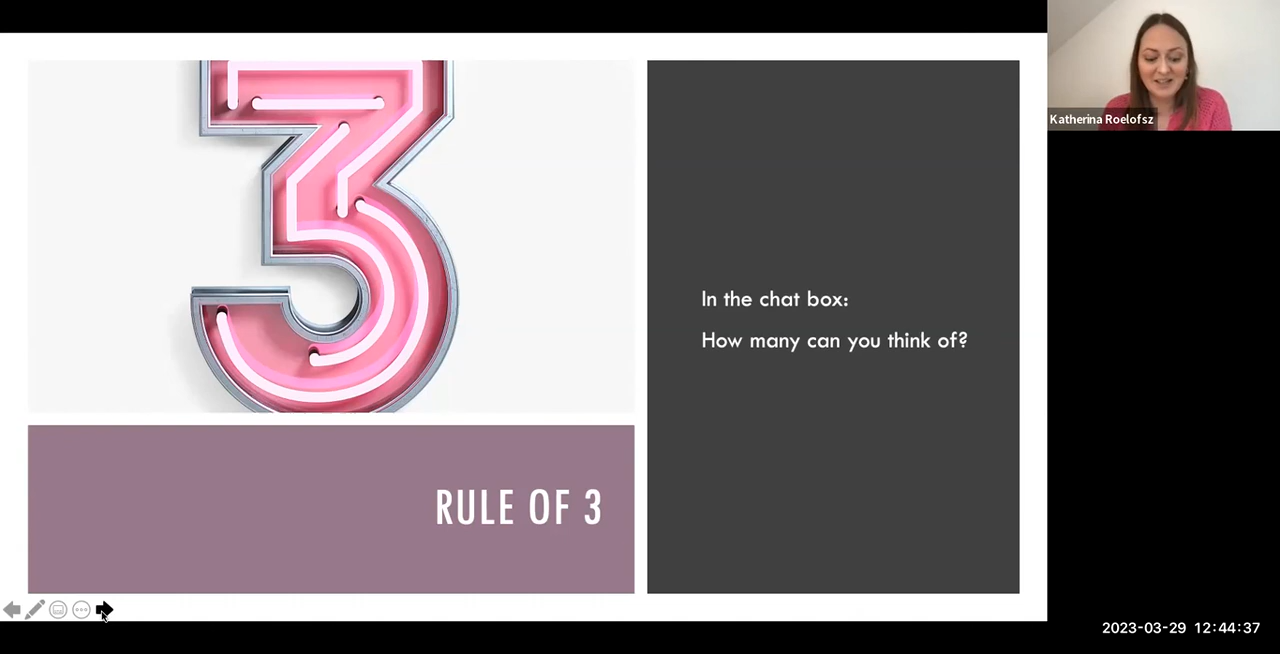 3
RULE OF 3
In the chat box:
How many can you think of?
Katherina Roelofsz
2023-03-29 12:44:37